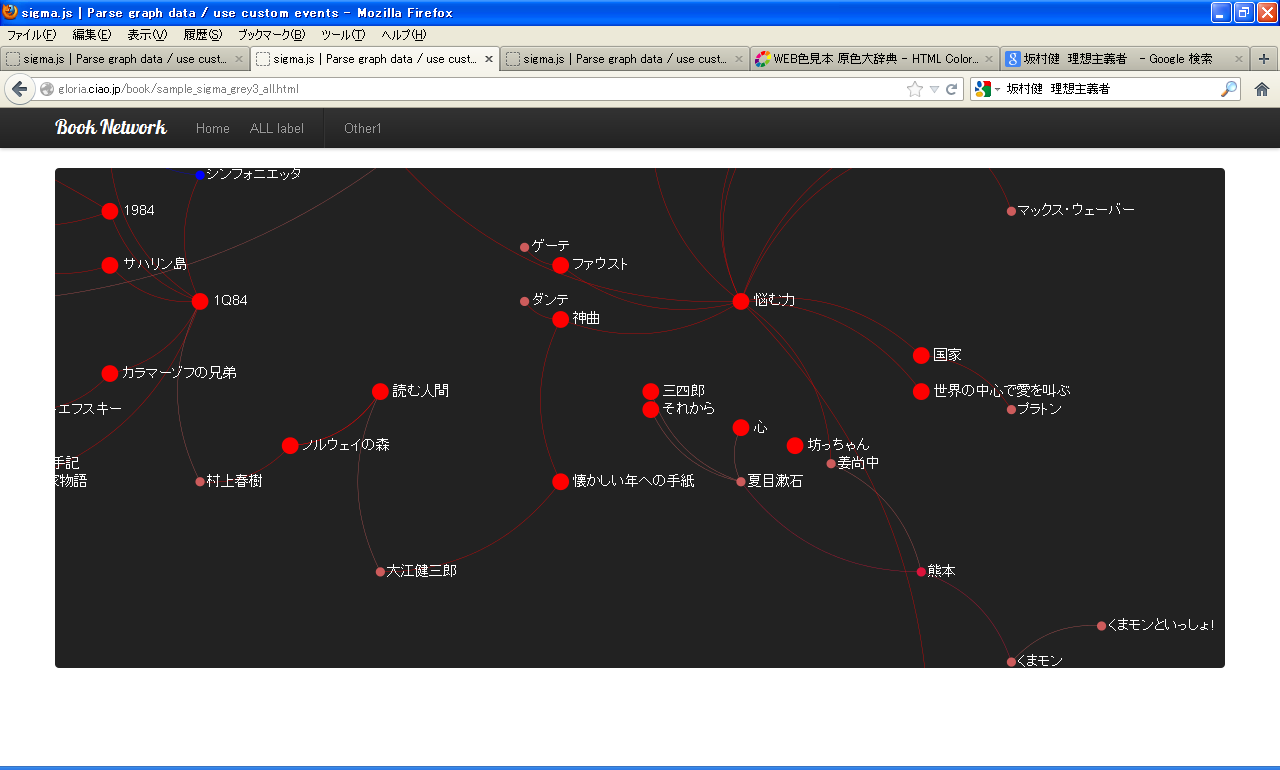 sigma.js | Parse graph data / use custom events - Mozilla Firefox
ファイル(F) 編集(E) 表示(V) 履歴(S) ブックマーク(B) ツール(T) ヘルプ(H)
sigma.js | Parse graph data / use cust... sigma.js | Parse graph data / use cust... sigma.js | Parse graph data / use cust... WEB色見本 原色大辞典 - HTML Color... 坂村健 理想主義者 - Google 検索
gloria.ciao.jp/book/sample_sigma_grey3_all.html 坂村健 理想主義者
Book Network Home ALL label Other1
シンフォニエッタ
1984 マックス・ウェーバー
ゲーテ
サハリン島 ファウスト
1Q84 ダンテ 悩む力
神曲
国家
カラマーゾフの兄弟
読む人間 三四郎 世界の中心で愛を叫ぶ
エフスキー それから プラトン
心
ノルウェイの森 坊っちゃん
手記 姜尚中
物語 村上春樹 懐かしい年への手紙 夏目漱石
大江健三郎 熊本
くまモンといっしょ!
くまモン